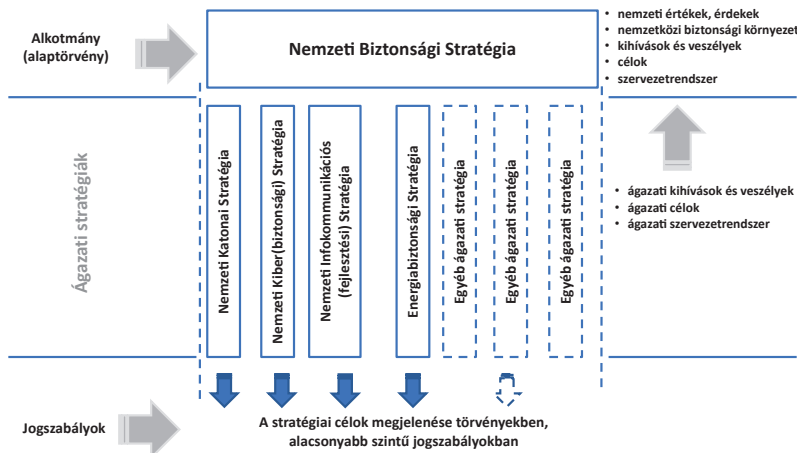 Alkotmány
(alaptörvény)
Nemzeti Biztonsági Stratégia
• nemzeti értékek, érdekek
• nemzetközi biztonsági környezet
• kihívások és veszélyek
• célok
• szervezetrendszer
Ágazati stratégiák
Nemzeti Katonai Stratégia
Nemzeti Kiber(biztonsági) Stratégia
Nemzeti Infokommunikációs
(fejlesztési) Stratégia
Energiabiztonsági Stratégia
Egyéb ágazati stratégia
Egyéb ágazati stratégia
Egyéb ágazati stratégia
• ágazati kihívások és veszélyek
• ágazati célok
• ágazati szervezetrendszer
Jogszabályok
A stratégiai célok megjelenése törvényekben,
alacsonyabb szintű jogszabályokban